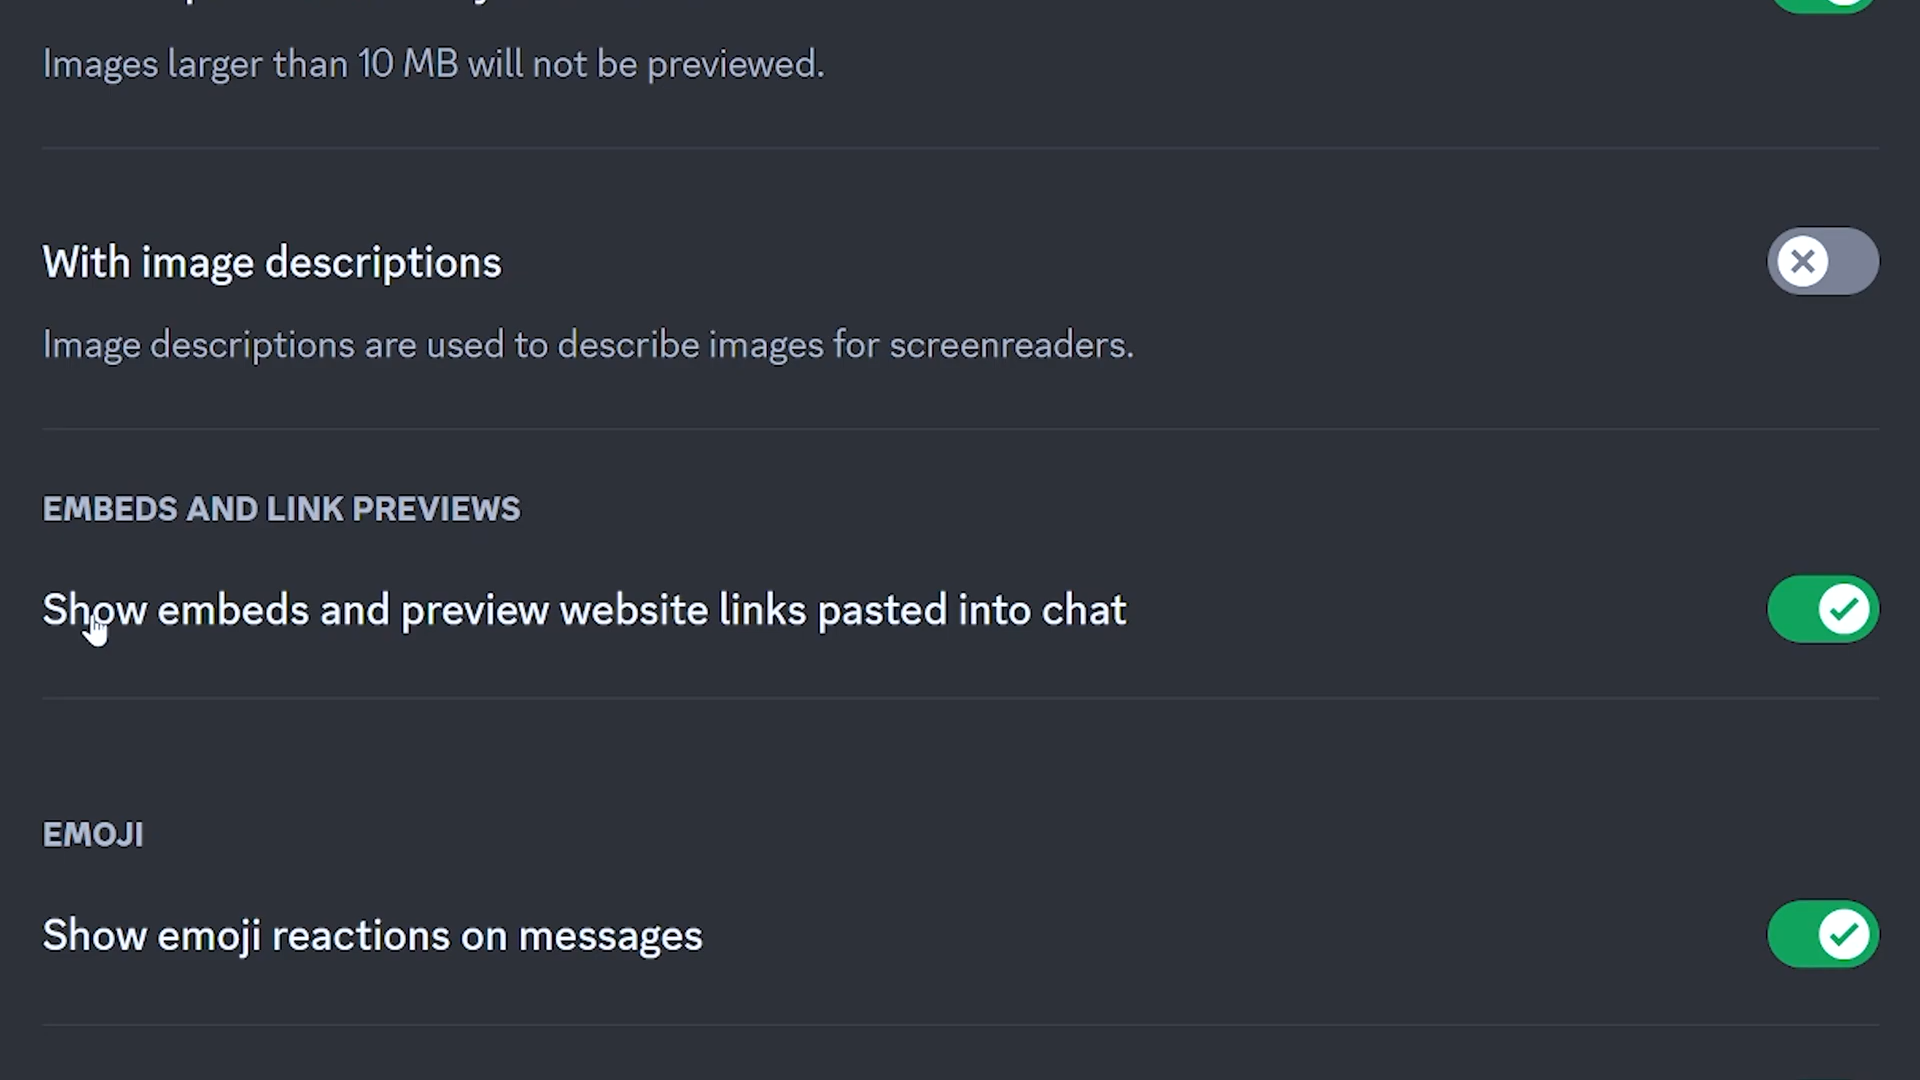 Images larger than 10 MB will not be previewed.
With image descriptions
Image descriptions are used to describe images for screenreaders.
EMBEDS AND LINK PREVIEWS
Show embeds and preview website links pasted into chat
EMOJI
Show emoji reactions on messages